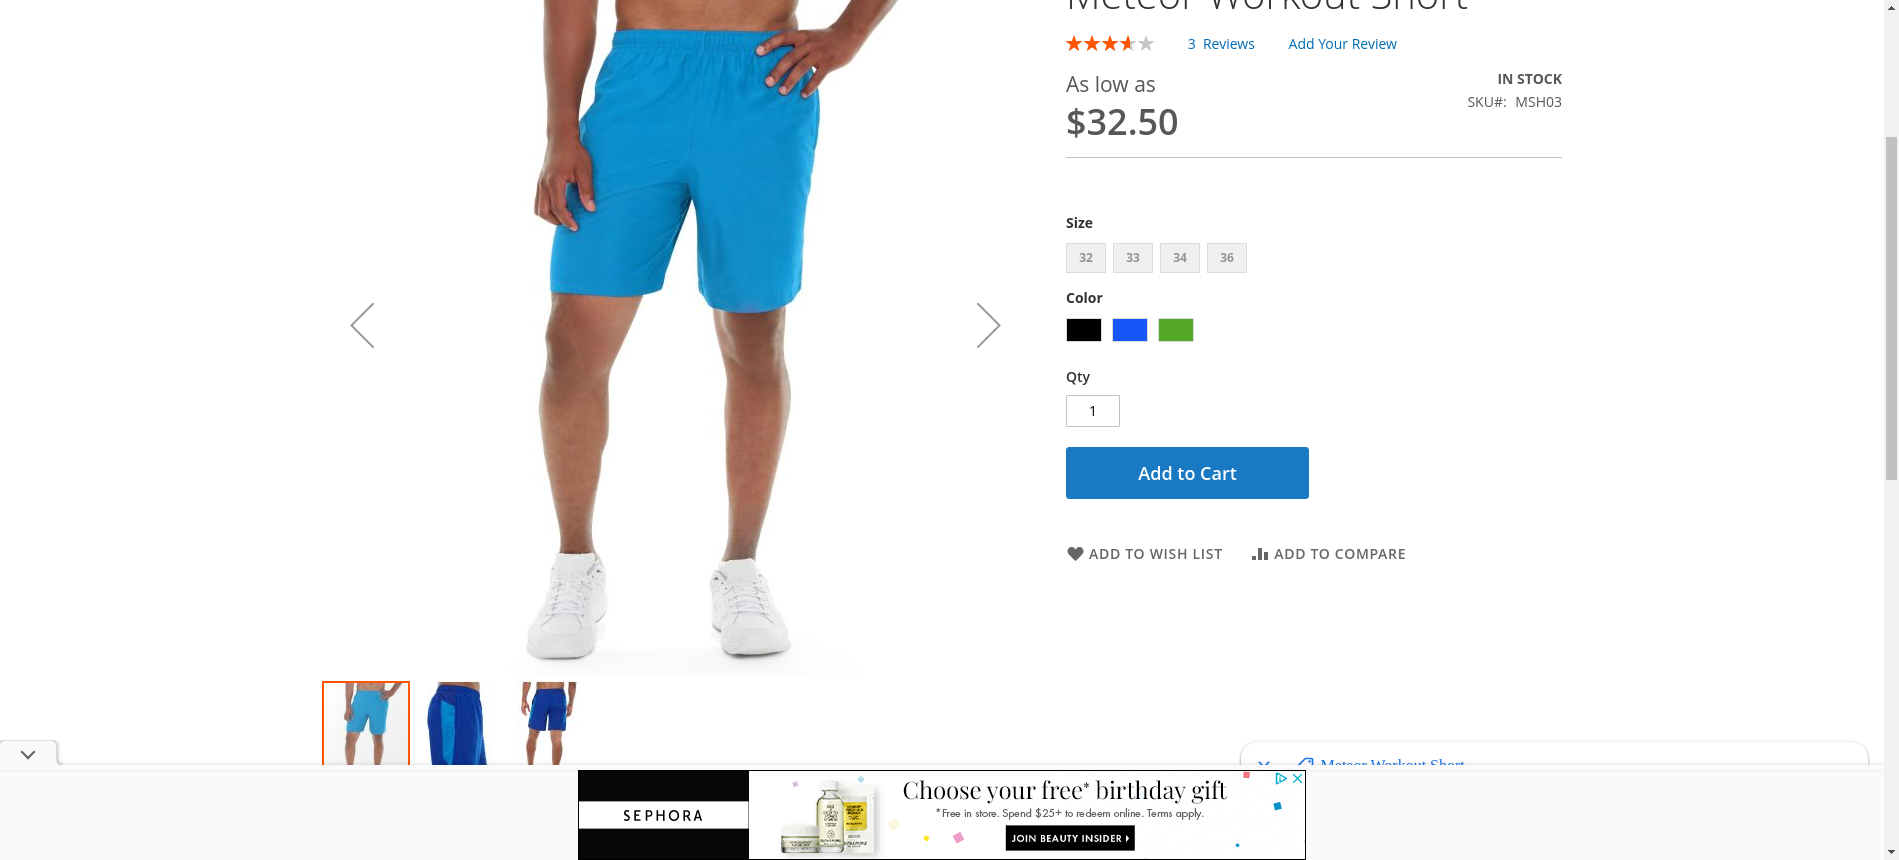 Meteor Workout Short
3 Reviews Add Your Review
As low as
IN STOCK
$32.50
SKU#: MSH03
Size
32 33 34 36
Color
Qty
1
Add to Cart
ADD TO WISH LIST ADD TO COMPARE
Meteor Workout Short
SEPHORA
Choose your free* birthday gift
*Free in store. Spend $25+ to redeem online. Terms apply.
JOIN BEAUTY INSIDER